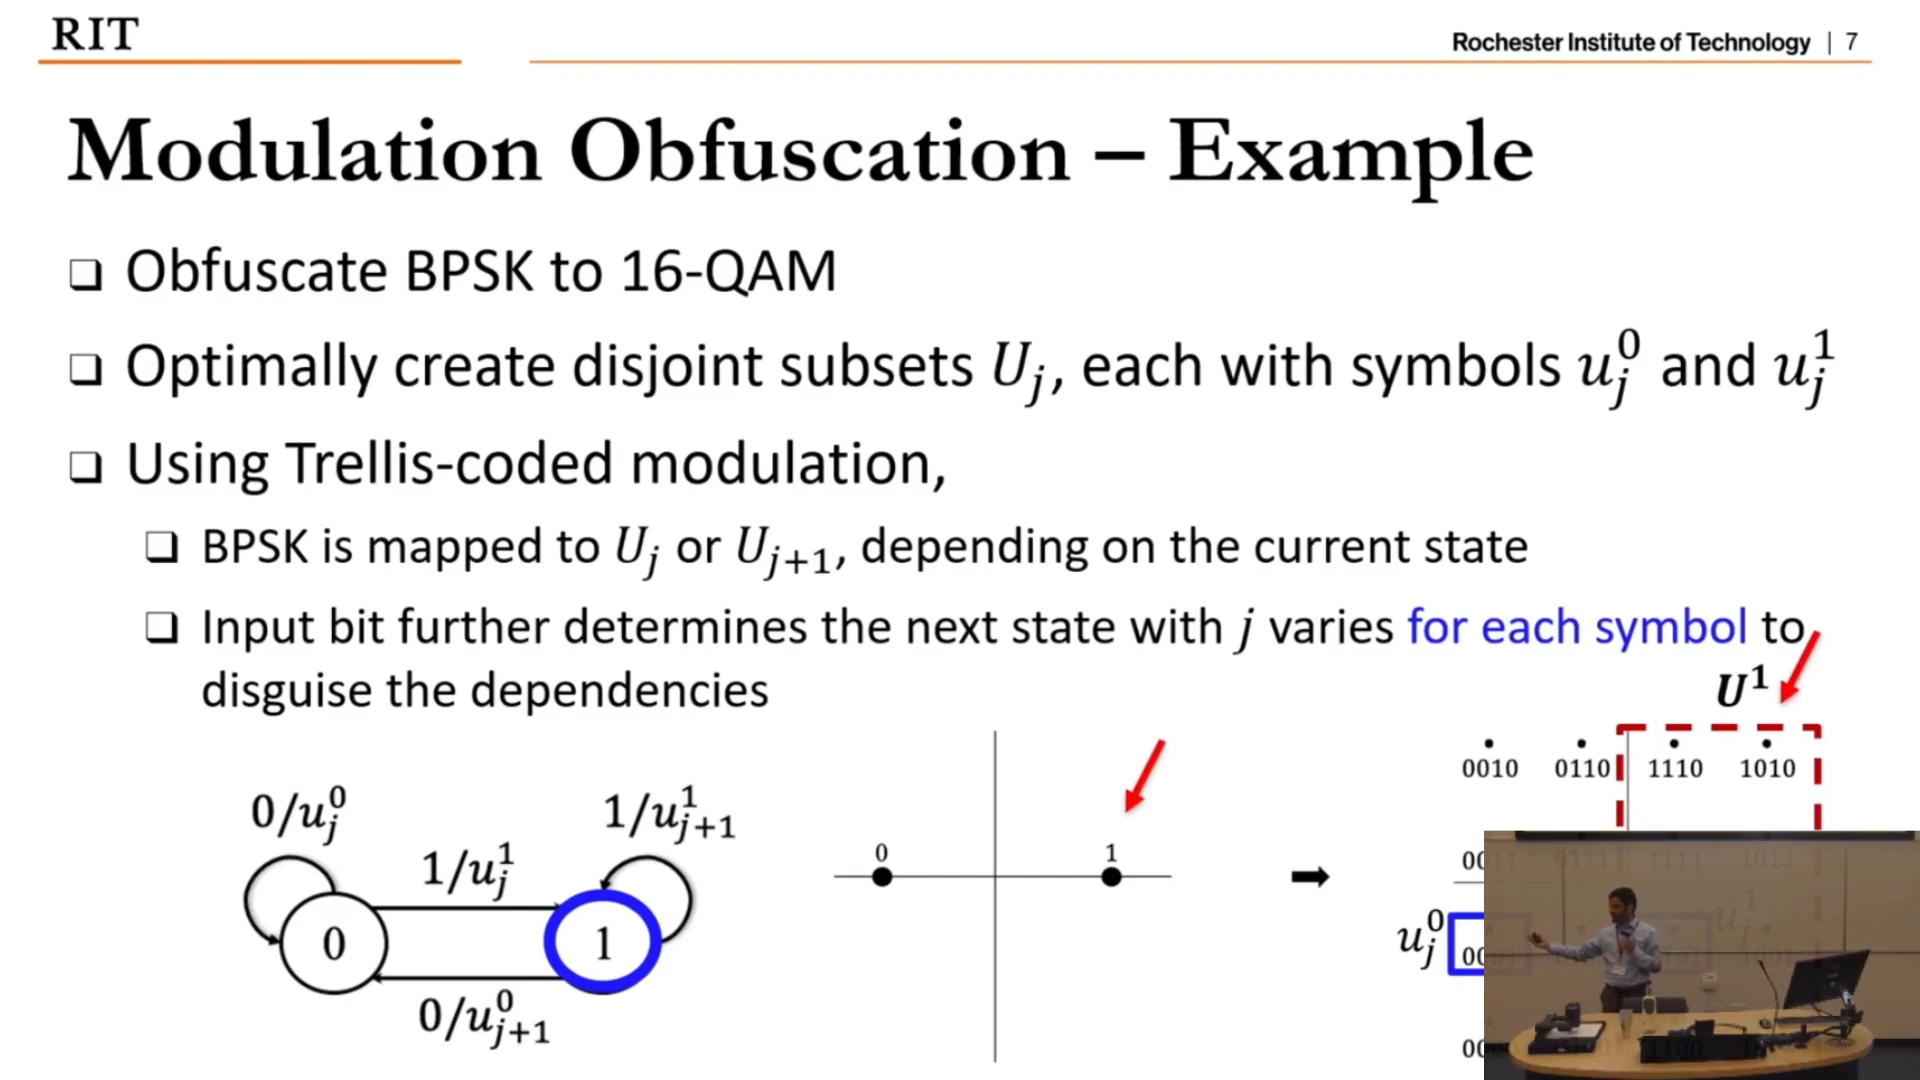 RIT
Rochester Institute of Technology | 7
Modulation Obfuscation – Example
❑ Obfuscate BPSK to 16-QAM
❑ Optimally create disjoint subsets U_j, each with symbols u_j^0 and u_j^1
❑ Using Trellis-coded modulation,
❑ BPSK is mapped to U_j or U_{j+1}, depending on the current state
❑ Input bit further determines the next state with j varies for each symbol to
disguise the dependencies
U^1
0010 0110 1110 1010
0/u_j^0
1/u_{j+1}^1
1/u_j^1
0 1
0/u_{j+1}^0
0 1
0011 0111 1111 1011
u_j^0